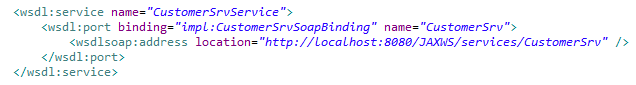 <wsdl:service name="CustomerSrvService">
<wsdl:port binding="impl:CustomerSrvSoapBinding" name="CustomerSrv">
<wsdlsoap:address location="http://localhost:8080/JAXWS/services/CustomerSrv" />
</wsdl:port>
</wsdl:service>